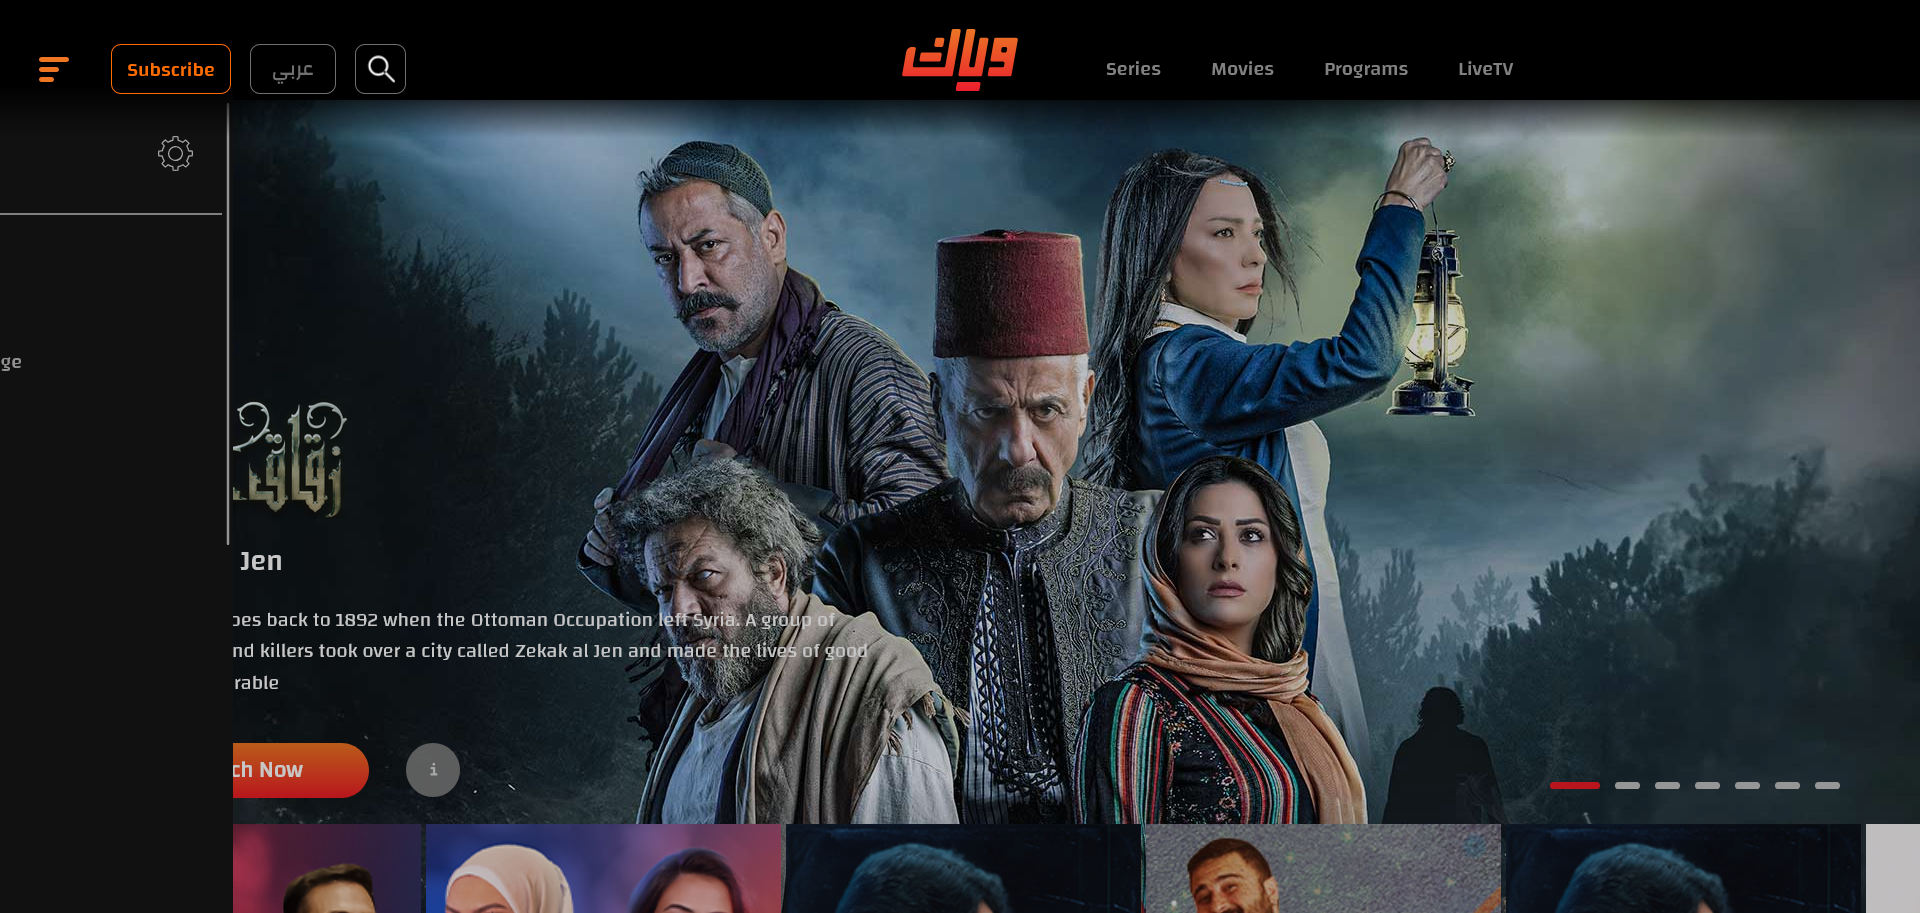 Subscribe
عربي
وياك
Series
Movies
Programs
LiveTV
ge
زقاق
Jen
oes back to 1892 when the Ottoman Occupation left Syria. A group of
nd killers took over a city called Zekak al Jen and made the lives of good
rable
ch Now
i